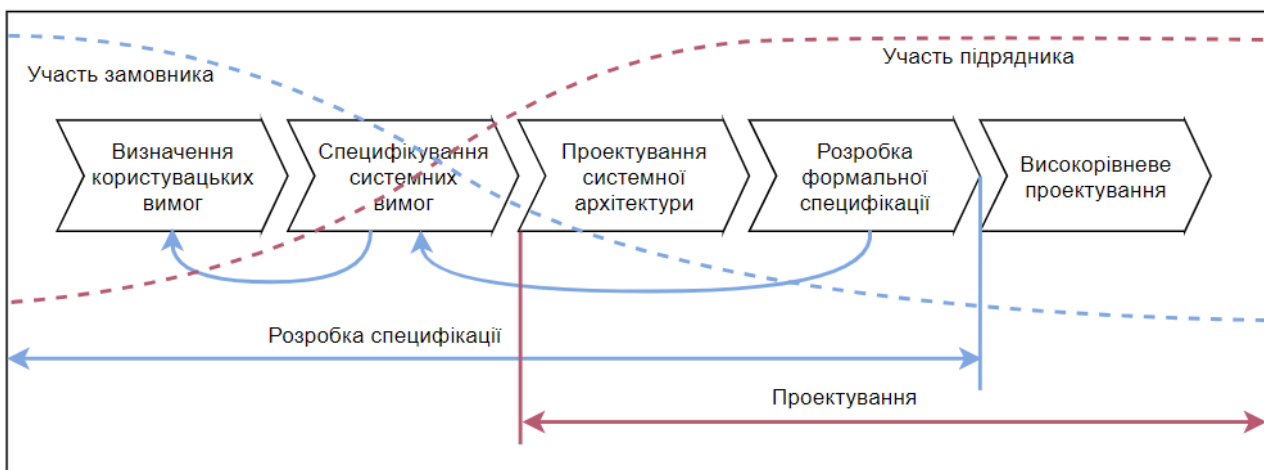 Участь замовника
Участь підрядника
Визначення
користувацьких
вимог
Специфікування
системних
вимог
Проектування
системної
архітектури
Розробка
формальної
специфікації
Високорівневе
проектування
Розробка специфікації
Проектування